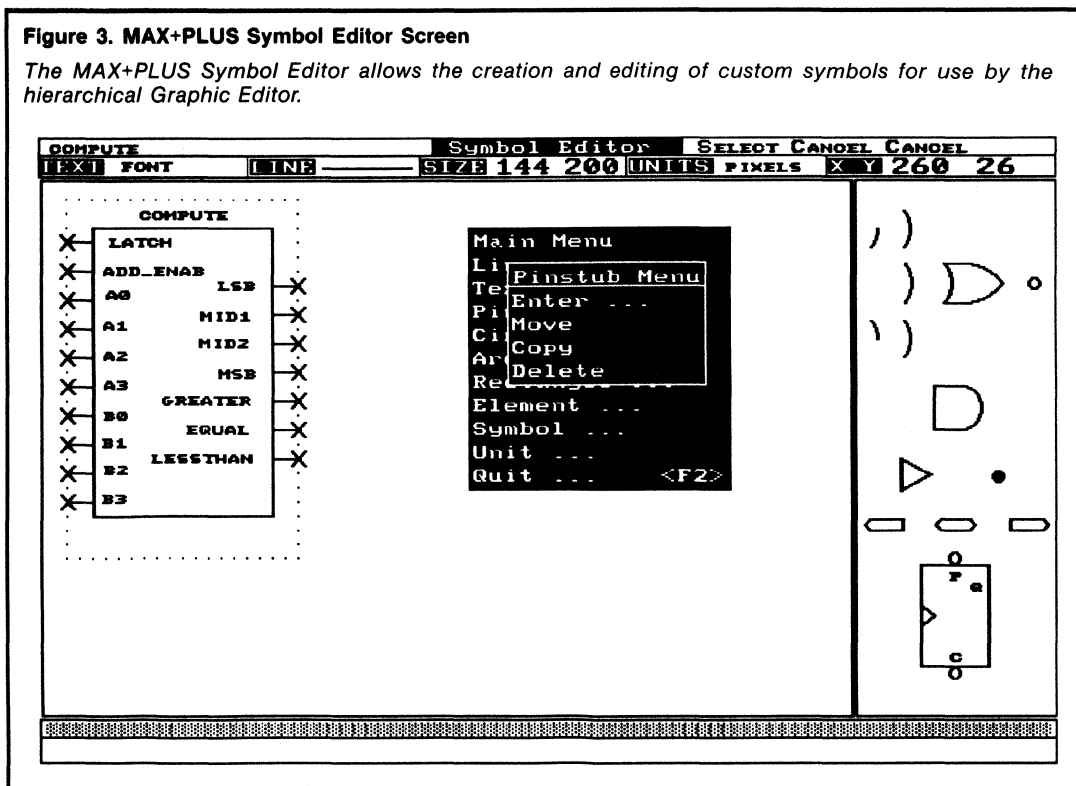 Figure 3. MAX+PLUS Symbol Editor Screen
The MAX+PLUS Symbol Editor allows the creation and editing of custom symbols for use by the
hierarchical Graphic Editor.
COMPUTE Symbol Editor SELECT CANCEL CANCEL
TEXT FONT LINE SIZE 144 200 UNITS PIXELS X Y 260 26
COMPUTE
LATCH
ADD_ENAB
A0
A1
A2
A3
B0
B1
B2
B3
LSB
MID1
MID2
MSB
GREATER
EQUAL
LESSTHAN
Main Menu
Pinstub Menu
Enter ...
Move
Copy
Delete
Element ...
Symbol ...
Unit ...
Quit ... <F2>
P
Q
C